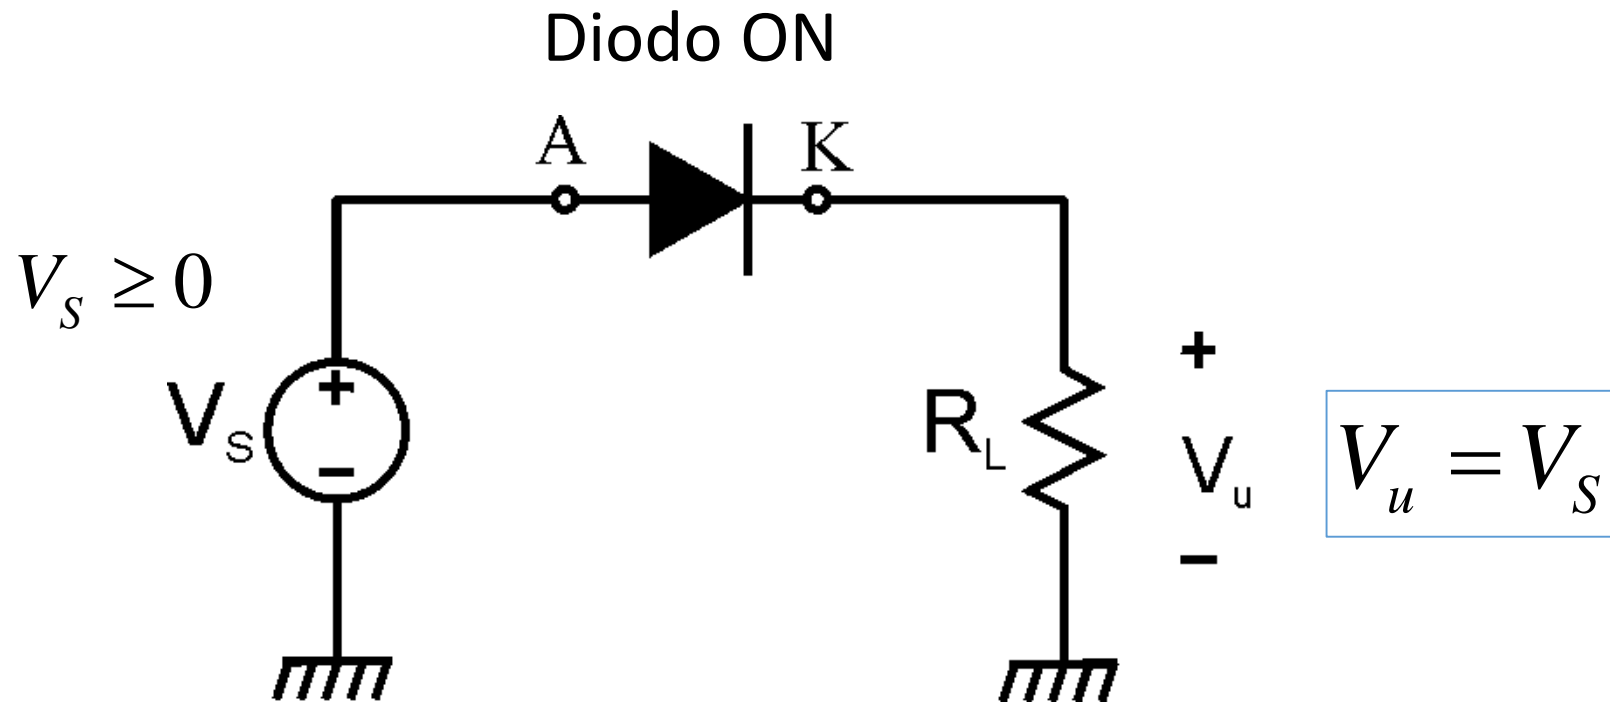 Diodo ON
A K
V_S ≥ 0
+
V_S
−
R_L
+
V_u
−
V_u = V_S